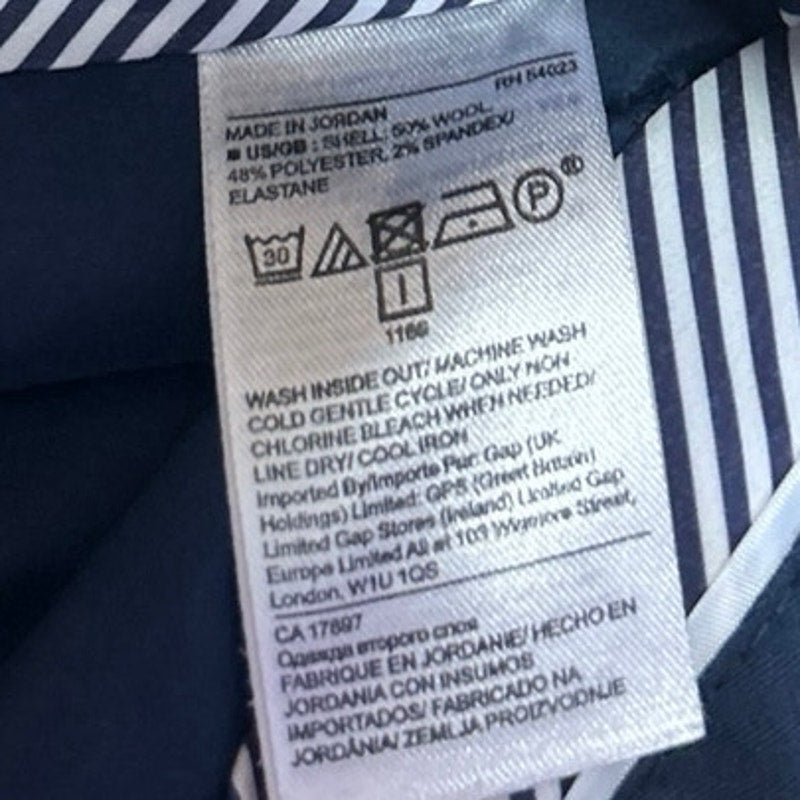 RN 54023
MADE IN JORDAN
■ US/GB : SHELL: 50% WOOL,
48% POLYESTER, 2% SPANDEX/
ELASTANE
30
P
1166
WASH INSIDE OUT/ MACHINE WASH
COLD GENTLE CYCLE/ ONLY NON
CHLORINE BLEACH WHEN NEEDED/
LINE DRY/ COOL IRON
Imported By/Importe Par: Gap (UK
Holdings) Limited: GPS (Great Britain)
Limited Gap Stores (Ireland) Limited Gap
Europe Limited All at 103 Wigmore Street,
London, W1U 1QS
CA 17897
Одежда второго слоя
FABRIQUE EN JORDANIE/ HECHO EN
JORDANIA CON INSUMOS
IMPORTADOS/ FABRICADO NA
JORDÂNIA/ ZEMLJA PROIZVODNJE